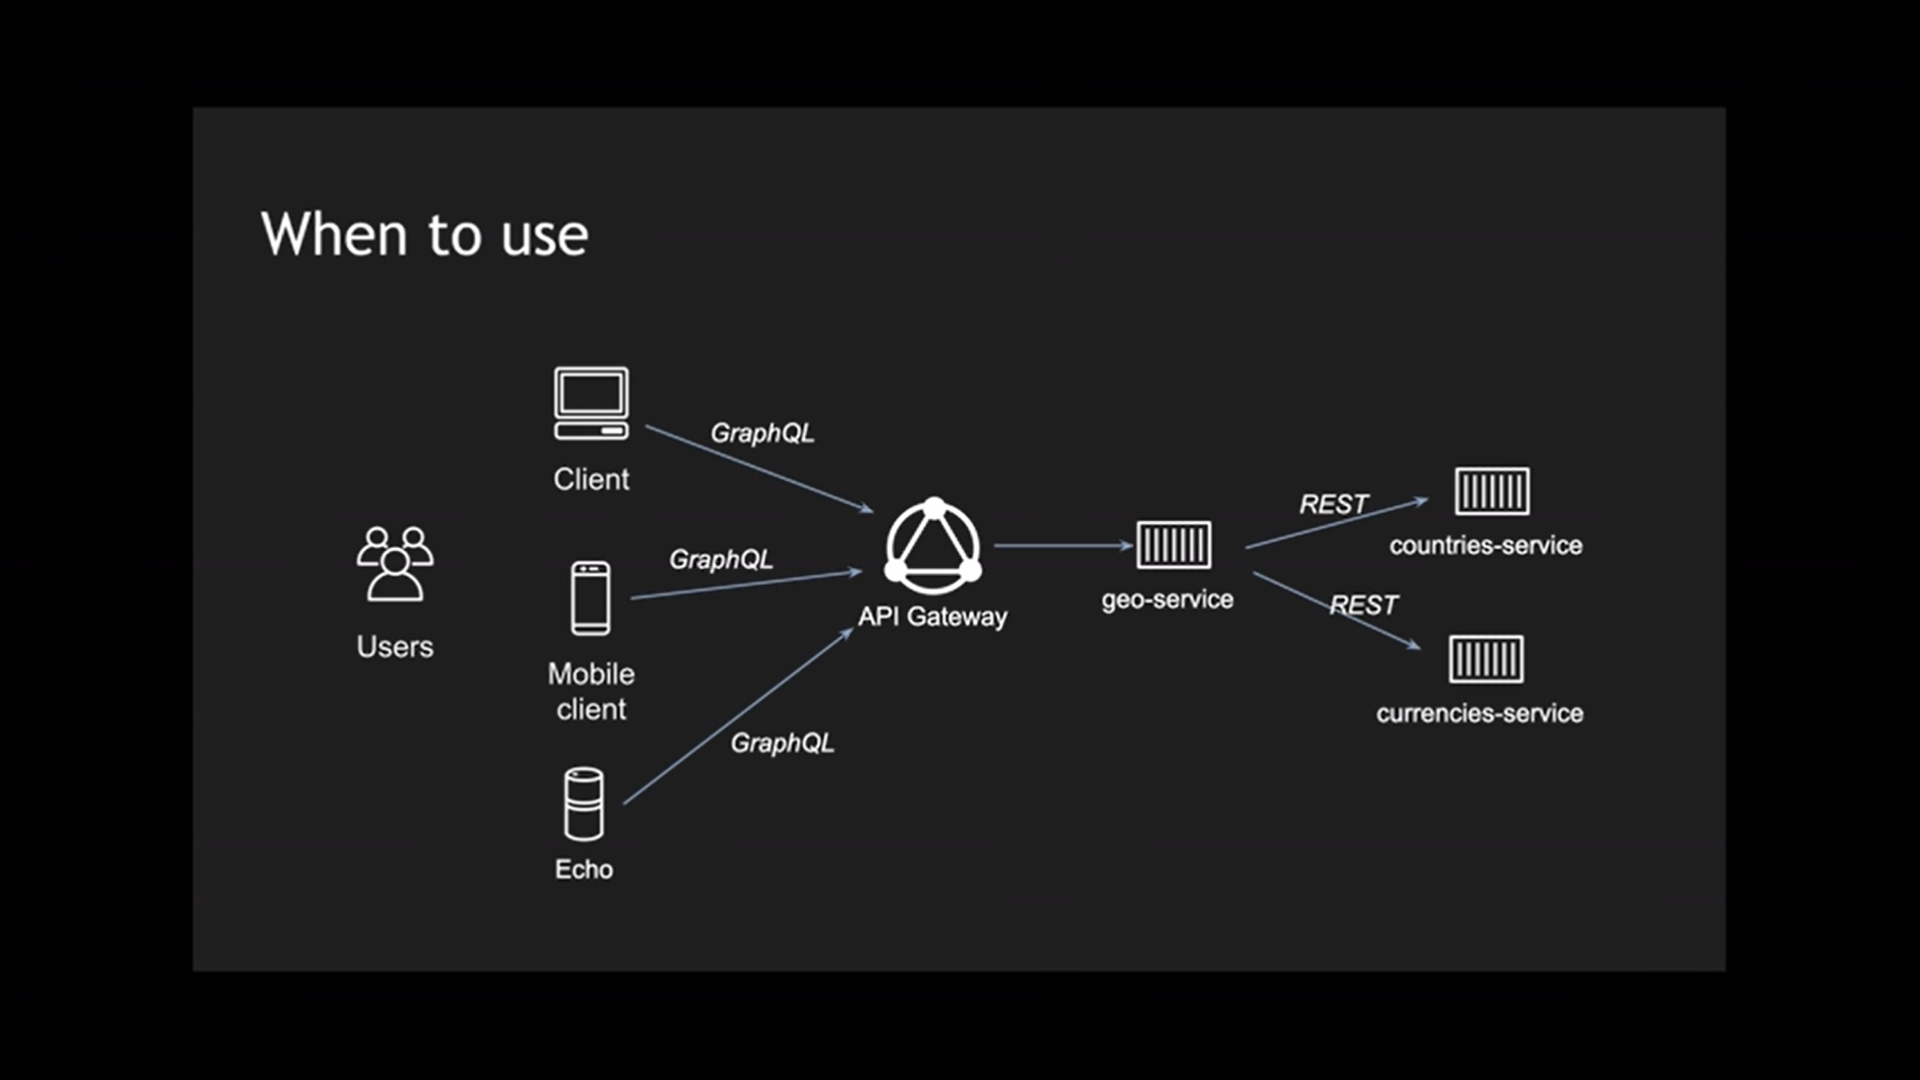 When to use
Client
GraphQL
Users
Mobile
client
GraphQL
Echo
GraphQL
API Gateway
geo-service
REST
countries-service
REST
currencies-service